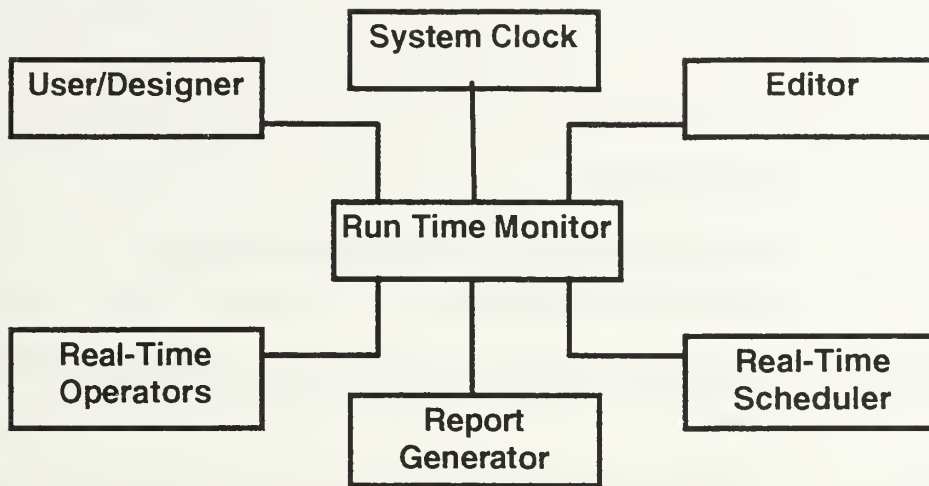 System Clock
User/Designer
Editor
Run Time Monitor
Real-Time
Operators
Report
Generator
Real-Time
Scheduler